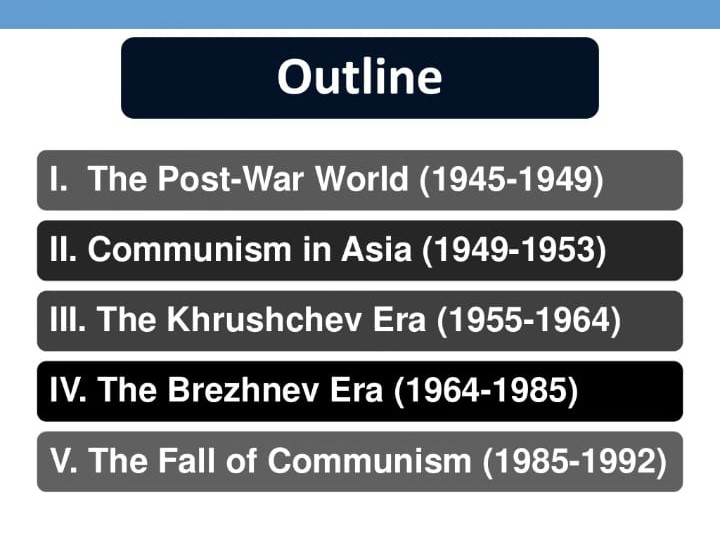 Outline
I. The Post-War World (1945-1949)
II. Communism in Asia (1949-1953)
III. The Khrushchev Era (1955-1964)
IV. The Brezhnev Era (1964-1985)
V. The Fall of Communism (1985-1992)